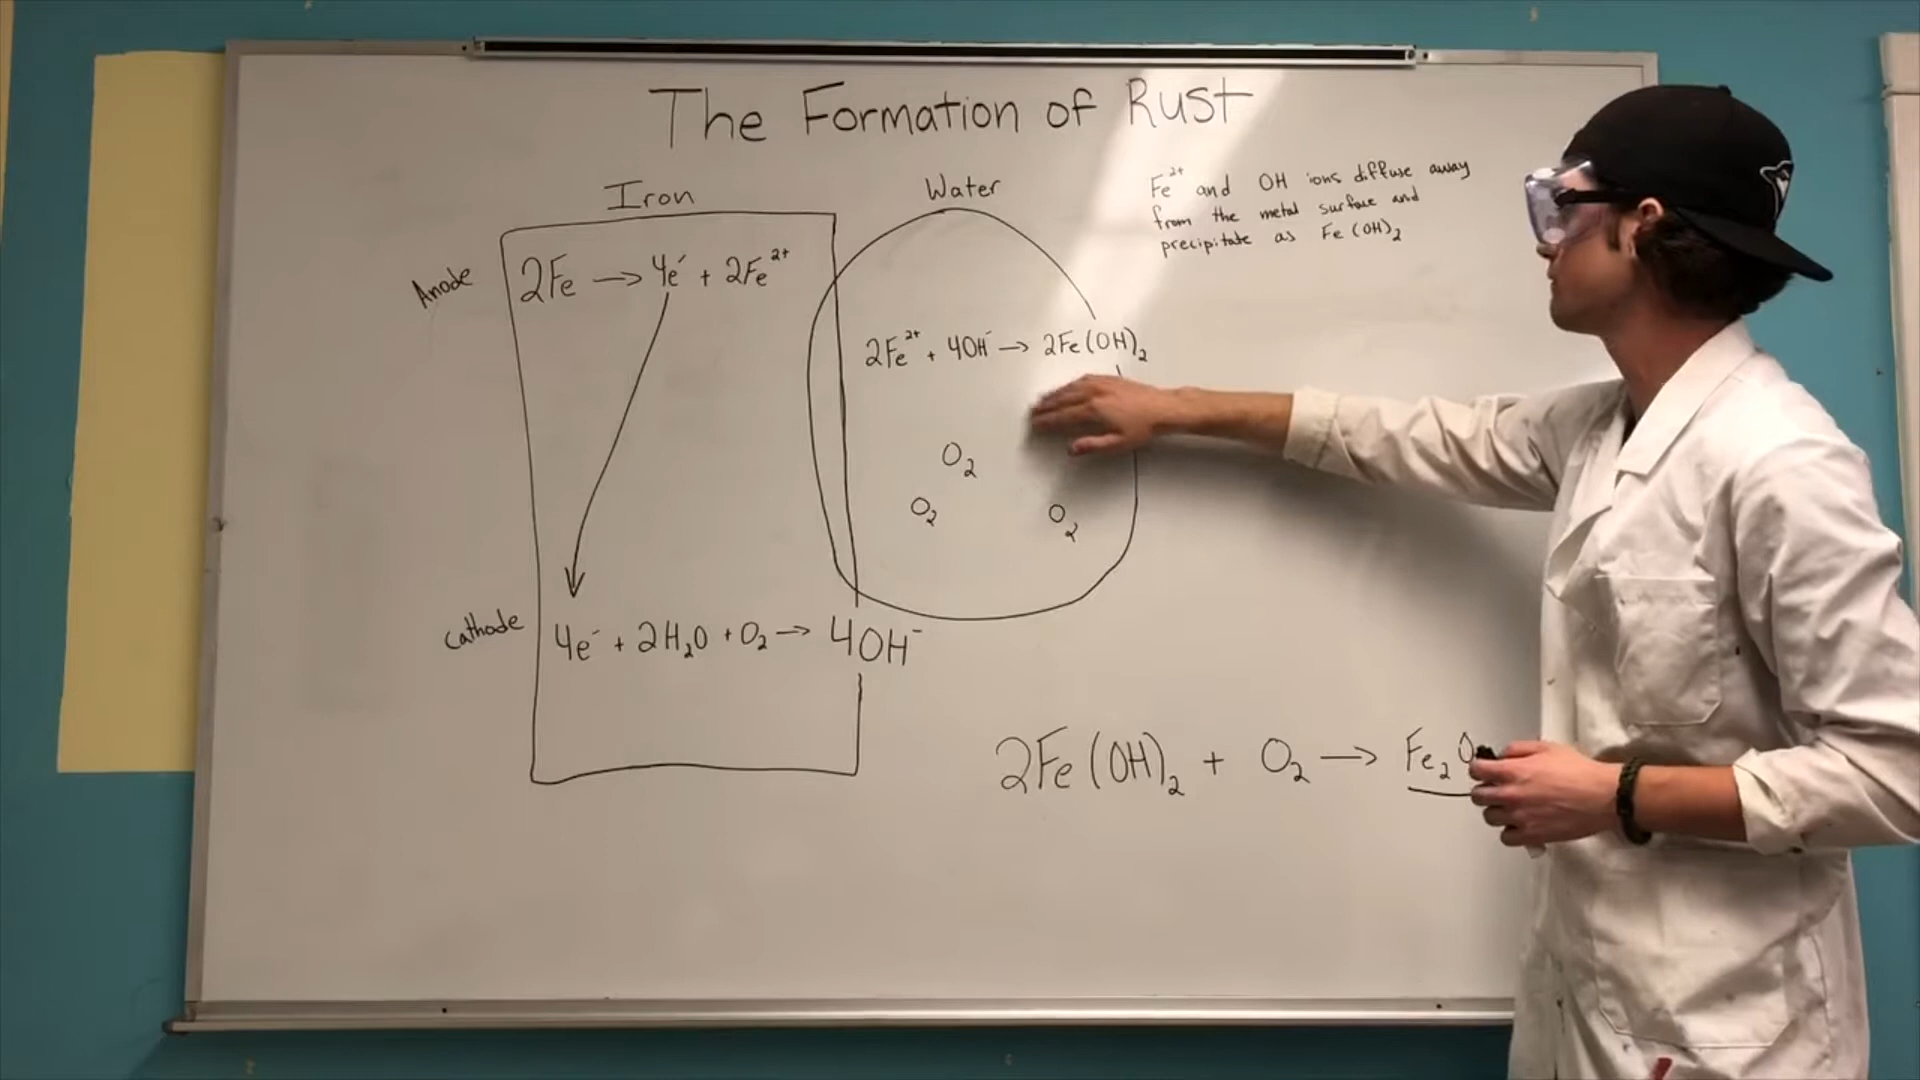 The Formation of Rust
Iron
Water
Fe²⁺ and OH ions diffuse away
from the metal surface and
precipitate as Fe(OH)₂
Anode
2Fe → 4e⁻ + 2Fe²⁺
2Fe²⁺ + 4OH⁻ → 2Fe(OH)₂
O₂
O₂
O₂
Cathode
4e⁻ + 2H₂O + O₂ → 4OH⁻
2Fe(OH)₂ + O₂ → Fe₂O